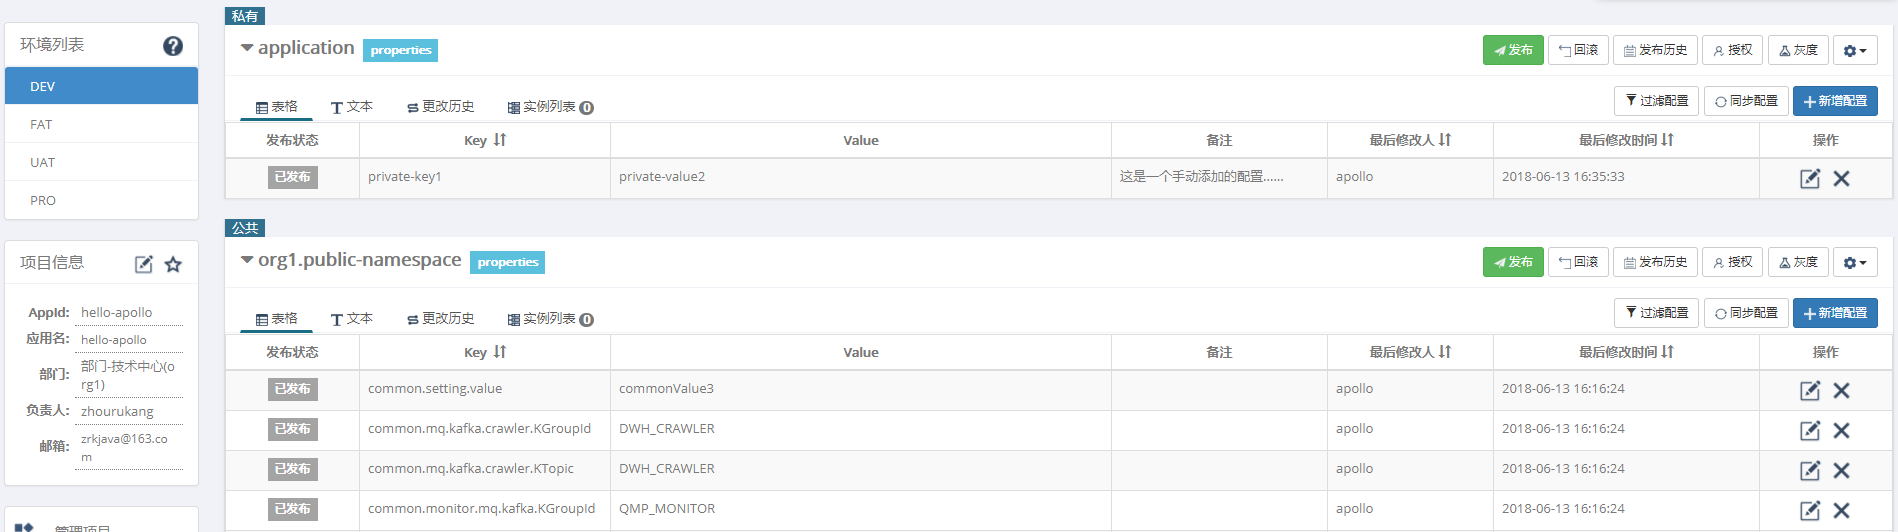 环境列表
DEV
FAT
UAT
PRO
项目信息
AppId: hello-apollo
应用名: hello-apollo
部门: 部门-技术中心(o
rg1)
负责人: zhourukang
邮箱: zrkjava@163.co
m
管理项目
私有
application properties
发布 回滚 发布历史 授权 灰度
表格 文本 更改历史 实例列表 0
过滤配置 同步配置 新增配置
发布状态 Key Value 备注 最后修改人 最后修改时间 操作
已发布 private-key1 private-value2 这是一个手动添加的配置...... apollo 2018-06-13 16:35:33
公共
org1.public-namespace properties
发布 回滚 发布历史 授权 灰度
表格 文本 更改历史 实例列表 0
过滤配置 同步配置 新增配置
发布状态 Key Value 备注 最后修改人 最后修改时间 操作
已发布 common.setting.value commonValue3 apollo 2018-06-13 16:16:24
已发布 common.mq.kafka.crawler.KGroupId DWH_CRAWLER apollo 2018-06-13 16:16:24
已发布 common.mq.kafka.crawler.KTopic DWH_CRAWLER apollo 2018-06-13 16:16:24
已发布 common.monitor.mq.kafka.KGroupId QMP_MONITOR apollo 2018-06-13 16:16:24